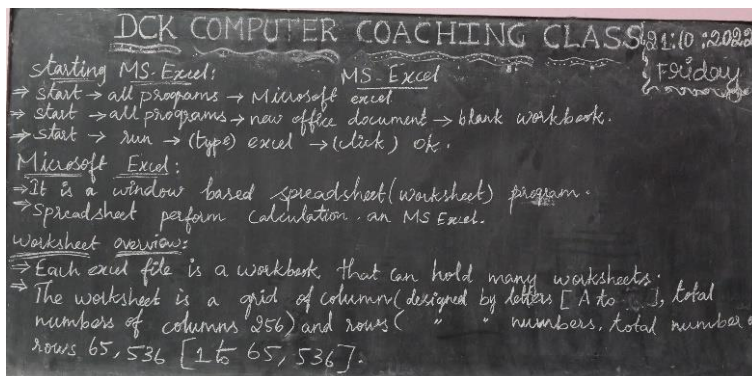 DCK COMPUTER COACHING CLASS 21:10:2022
Friday
Starting MS.Excel: MS.Excel
⇒ Start → all programs → Microsoft excel
⇒ start → all programs → new office document → blank workbook.
⇒ start → run → (type) excel → (click) Ok.
Microsoft Excel:
⇒ It is a window based spreadsheet (worksheet) program.
⇒ Spreadsheet perform calculation. an MS Excel.
Worksheet overview:
⇒ Each excel file is a workbook, that can hold many worksheets.
⇒ The worksheet is a grid of column (designed by letters [A to ], total
numbers of columns 256) and rows ( " " numbers, total number
rows 65,536 [1 to 65,536].